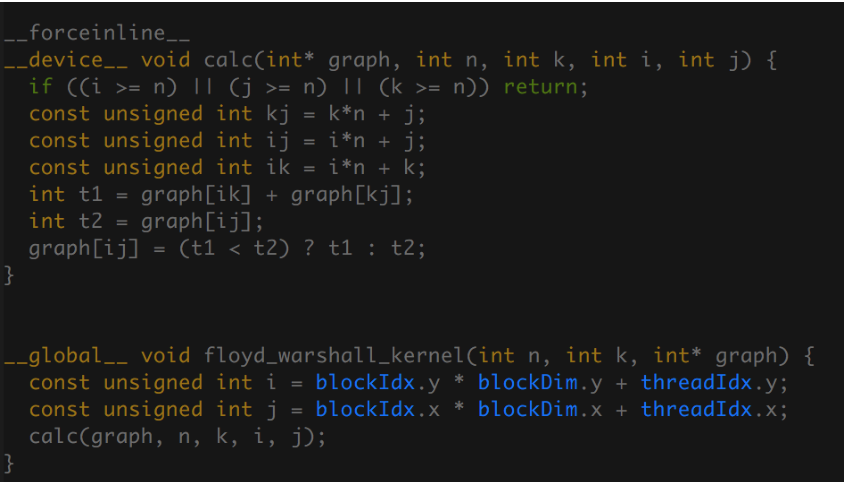 __forceinline__
__device__ void calc(int* graph, int n, int k, int i, int j) {
  if ((i >= n) || (j >= n) || (k >= n)) return;
  const unsigned int kj = k*n + j;
  const unsigned int ij = i*n + j;
  const unsigned int ik = i*n + k;
  int t1 = graph[ik] + graph[kj];
  int t2 = graph[ij];
  graph[ij] = (t1 < t2) ? t1 : t2;
}
__global__ void floyd_warshall_kernel(int n, int k, int* graph) {
  const unsigned int i = blockIdx.y * blockDim.y + threadIdx.y;
  const unsigned int j = blockIdx.x * blockDim.x + threadIdx.x;
  calc(graph, n, k, i, j);
}